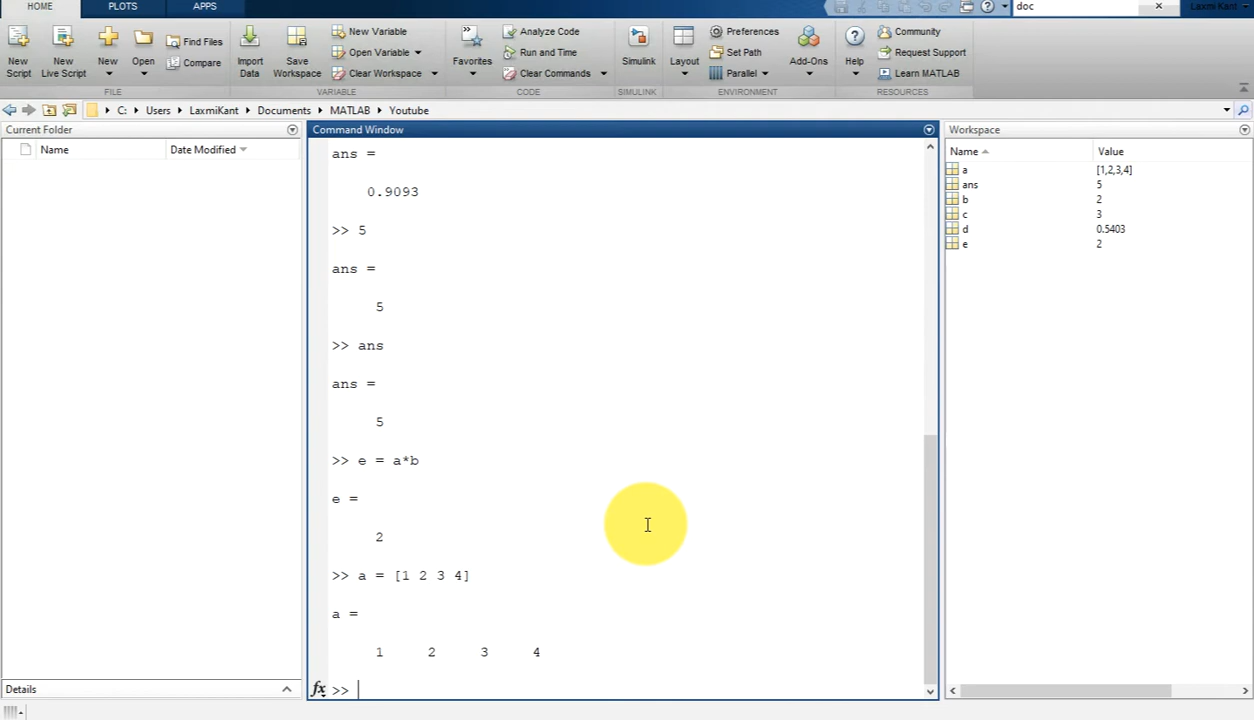 HOME PLOTS APPS doc Laxmi Kant
New Script
New Live Script
New
Open
Find Files
Compare
FILE
Import Data
Save Workspace
New Variable
Open Variable
Clear Workspace
VARIABLE
Favorites
Analyze Code
Run and Time
Clear Commands
CODE
Simulink
SIMULINK
Layout
Preferences
Set Path
Parallel
Add-Ons
ENVIRONMENT
Help
Community
Request Support
Learn MATLAB
RESOURCES
C: Users LaxmiKant Documents MATLAB Youtube
Current Folder
Name Date Modified
Details
Command Window
ans =
0.9093
>> 5
ans =
5
>> ans
ans =
5
>> e = a*b
e =
2
>> a = [1 2 3 4]
a =
1 2 3 4
fx >>
Workspace
Name Value
a [1,2,3,4]
ans 5
b 2
c 3
d 0.5403
e 2